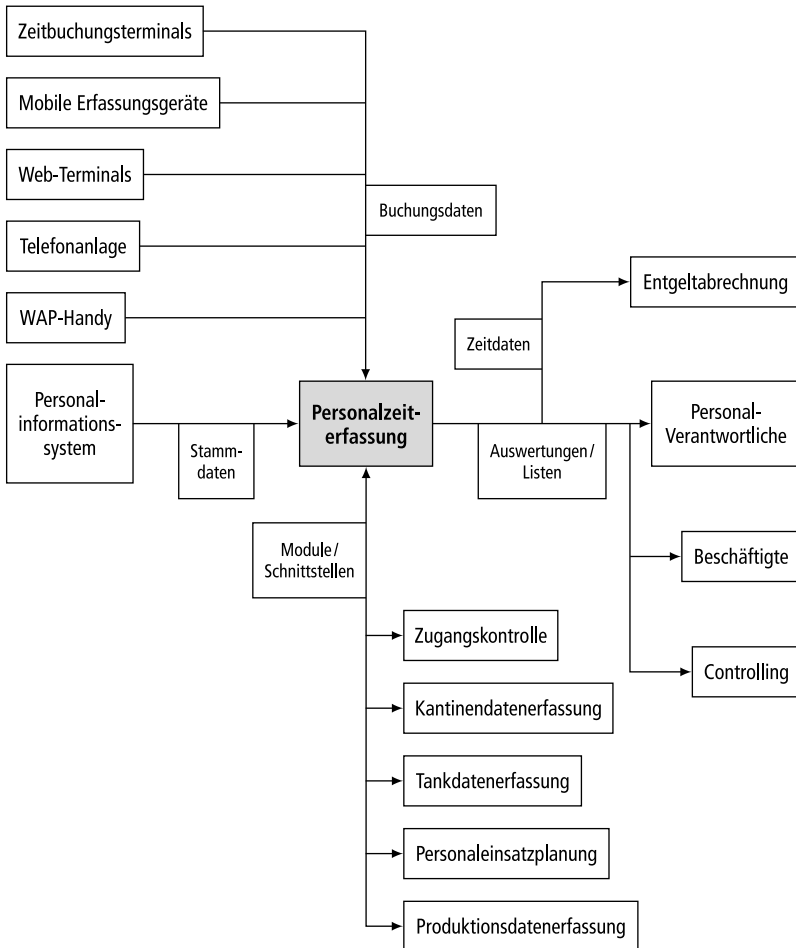 Zeitbuchungsterminals
Mobile Erfassungsgeräte
Web-Terminals
Buchungsdaten
Telefonanlage
Entgeltabrechnung
WAP-Handy
Zeitdaten
Personal-
informations-
system
Stamm-
daten
Personalzeit-
erfassung
Auswertungen/
Listen
Personal-
Verantwortliche
Module/
Schnittstellen
Beschäftigte
Zugangskontrolle
Controlling
Kantinendatenerfassung
Tankdatenerfassung
Personaleinsatzplanung
Produktionsdatenerfassung